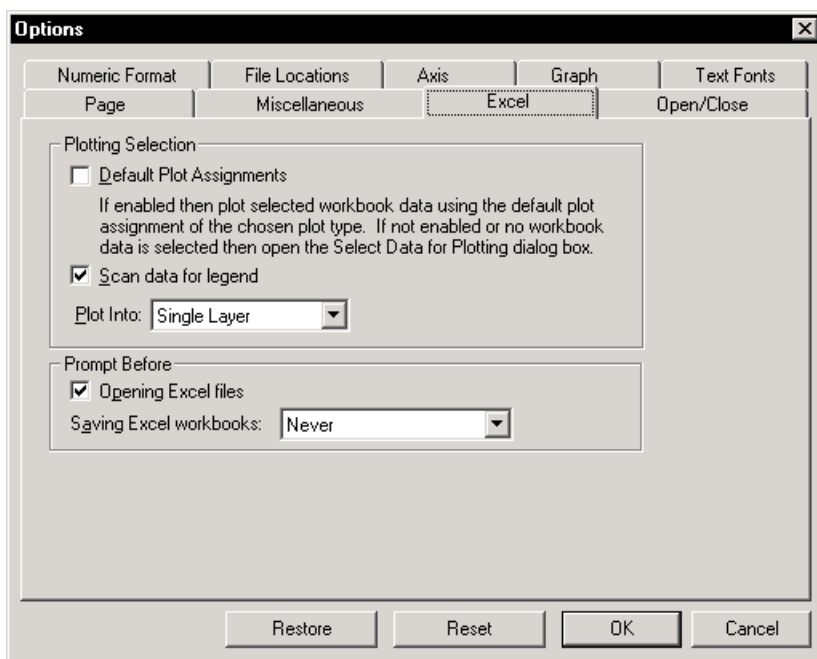 Options
Numeric Format File Locations Axis Graph Text Fonts
Page Miscellaneous Excel Open/Close
Plotting Selection
Default Plot Assignments
If enabled then plot selected workbook data using the default plot
assignment of the chosen plot type. If not enabled or no workbook
data is selected then open the Select Data for Plotting dialog box.
Scan data for legend
Plot Into: Single Layer
Prompt Before
Opening Excel files
Saving Excel workbooks: Never
Restore Reset OK Cancel